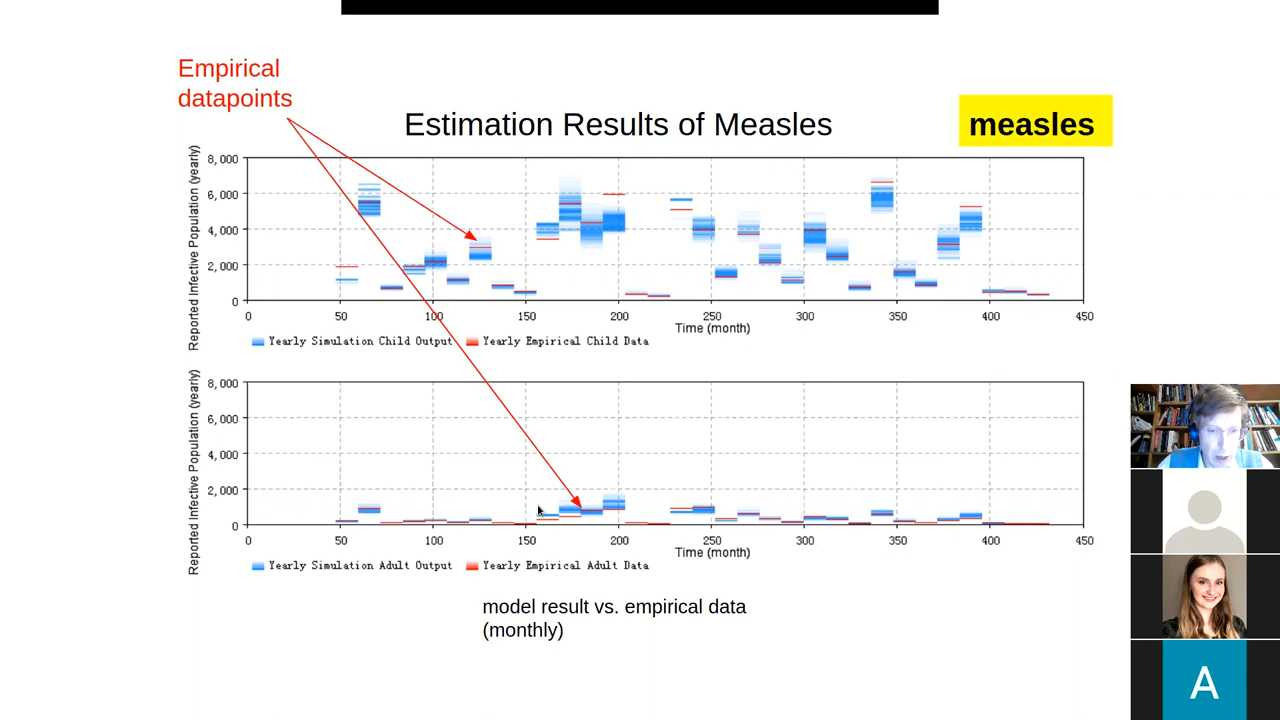 Empirical
datapoints
Estimation Results of Measles
measles
Reported Infective Population (yearly)
8,000
6,000
4,000
2,000
0
0 50 100 150 200 250 300 350 400 450
Time (month)
Yearly Simulation Child Output Yearly Empirical Child Data
Reported Infective Population (yearly)
8,000
6,000
4,000
2,000
0
0 50 100 150 200 250 300 350 400 450
Time (month)
Yearly Simulation Adult Output Yearly Empirical Adult Data
model result vs. empirical data
(monthly)
A